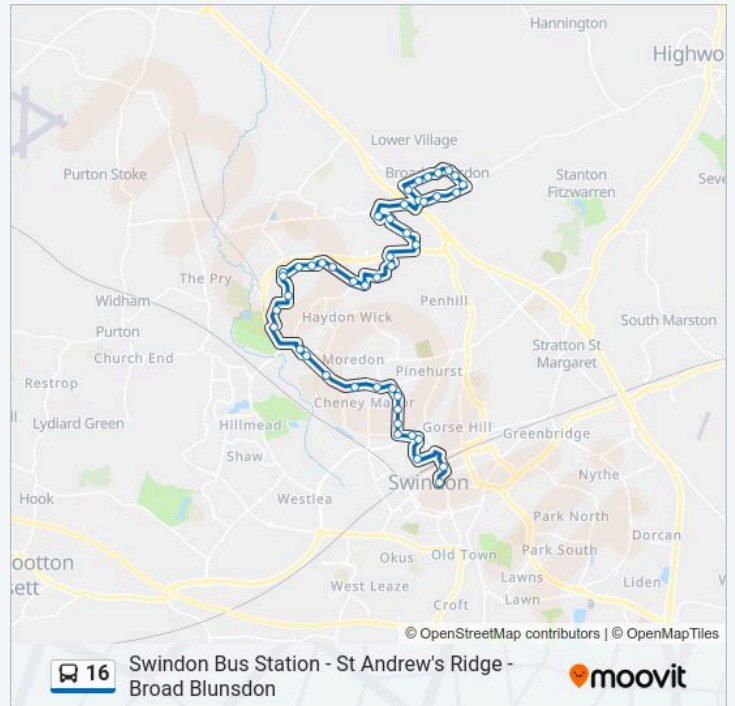 Hannington
Highwo
Lower Village
Purton Stoke
Stanton
Fitzwarren
Seve
The Pry
Widham
Penhill
Haydon Wick
South Marston
Purton
Church End
Moredon
Stratton St
Margaret
Restrop
Pinehurst
Cheney Manor
Lydiard Green
Hillmead
Gorse Hill
Greenbridge
Shaw
Nythe
Swindon
Hook
Westlea
Park North
Dorcan
ootton
sett
Okus
Old Town
Park South
West Leaze
Lawns
Lawn
Liden
Croft
© OpenStreetMap contributors | © OpenMapTiles
16
Swindon Bus Station - St Andrew's Ridge -
Broad Blunsdon
moovit